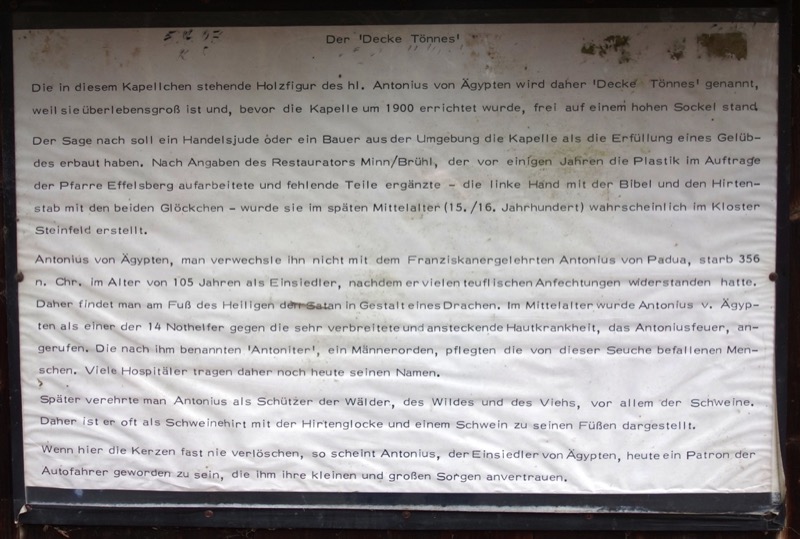 Der 'Decke Tönnes'
Die in diesem Kapellchen stehende Holzfigur des hl. Antonius von Ägypten wird daher 'Decke Tönnes' genannt,
weil sie überlebensgroß ist und, bevor die Kapelle um 1900 errichtet wurde, frei auf einem hohen Sockel stand.
Der Sage nach soll ein Handelsjude oder ein Bauer aus der Umgebung die Kapelle als die Erfüllung eines Gelüb-
des erbaut haben. Nach Angaben des Restaurators Minn/Brühl, der vor einigen Jahren die Plastik im Auftrage
der Pfarre Effelsberg aufarbeitete und fehlende Teile ergänzte - die linke Hand mit der Bibel und den Hirten-
stab mit den beiden Glöckchen - wurde sie im späten Mittelalter (15./16. Jahrhundert) wahrscheinlich im Kloster
Steinfeld erstellt.
Antonius von Ägypten, man verwechsle ihn nicht mit dem Franziskanergelehrten Antonius von Padua, starb 356
n. Chr. im Alter von 105 Jahren als Einsiedler, nachdem er vielen teuflischen Anfechtungen widerstanden hatte.
Daher findet man am Fuß des Heiligen den Satan in Gestalt eines Drachen. Im Mittelalter wurde Antonius v. Ägyp-
ten als einer der 14 Nothelfer gegen die sehr verbreitete und ansteckende Hautkrankheit, das Antoniusfeuer, an-
gerufen. Die nach ihm benannten 'Antoniter', ein Männerorden, pflegten die von dieser Seuche befallenen Men-
schen. Viele Hospitäler tragen daher noch heute seinen Namen.
Später verehrte man Antonius als Schützer der Wälder, des Wildes und des Viehs, vor allem der Schweine.
Daher ist er oft als Schweinehirt mit der Hirtenglocke und einem Schwein zu seinen Füßen dargestellt.
Wenn hier die Kerzen fast nie verlöschen, so scheint Antonius, der Einsiedler von Ägypten, heute ein Patron der
Autofahrer geworden zu sein, die ihm ihre kleinen und großen Sorgen anvertrauen.